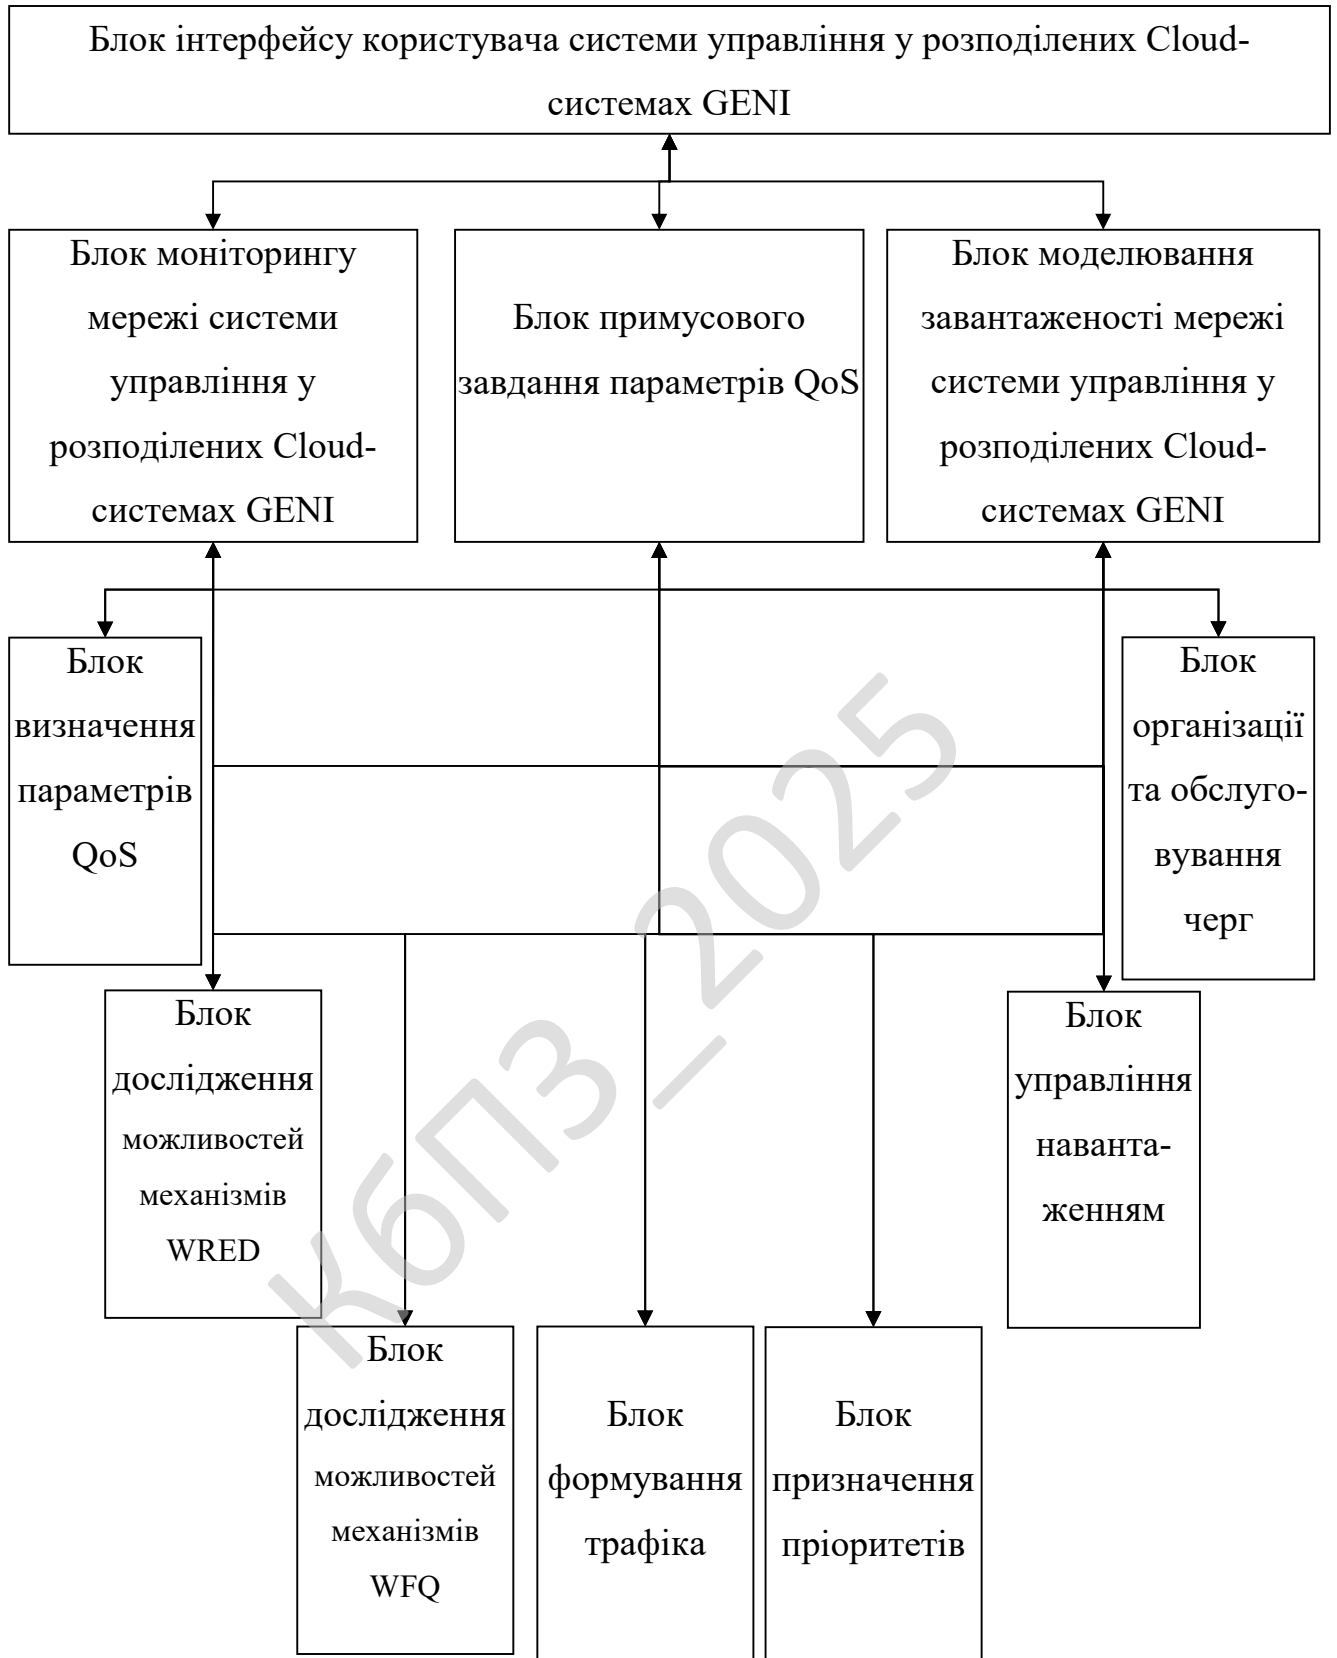 Блок інтерфейсу користувача системи управління у розподілених Cloud-
системах GENI
Блок моніторингу
мережі системи
управління у
розподілених Cloud-
системах GENI
Блок примусового
завдання параметрів QoS
Блок моделювання
завантаженості мережі
системи управління у
розподілених Cloud-
системах GENI
Блок
визначення
параметрів
QoS
Блок
організації
та обслуго-
вування
черг
Блок
дослідження
можливостей
механізмів
WRED
Блок
управління
наванта-
женням
Блок
дослідження
можливостей
механізмів
WFQ
Блок
формування
трафіка
Блок
призначення
пріоритетів
КбПЗ_2025